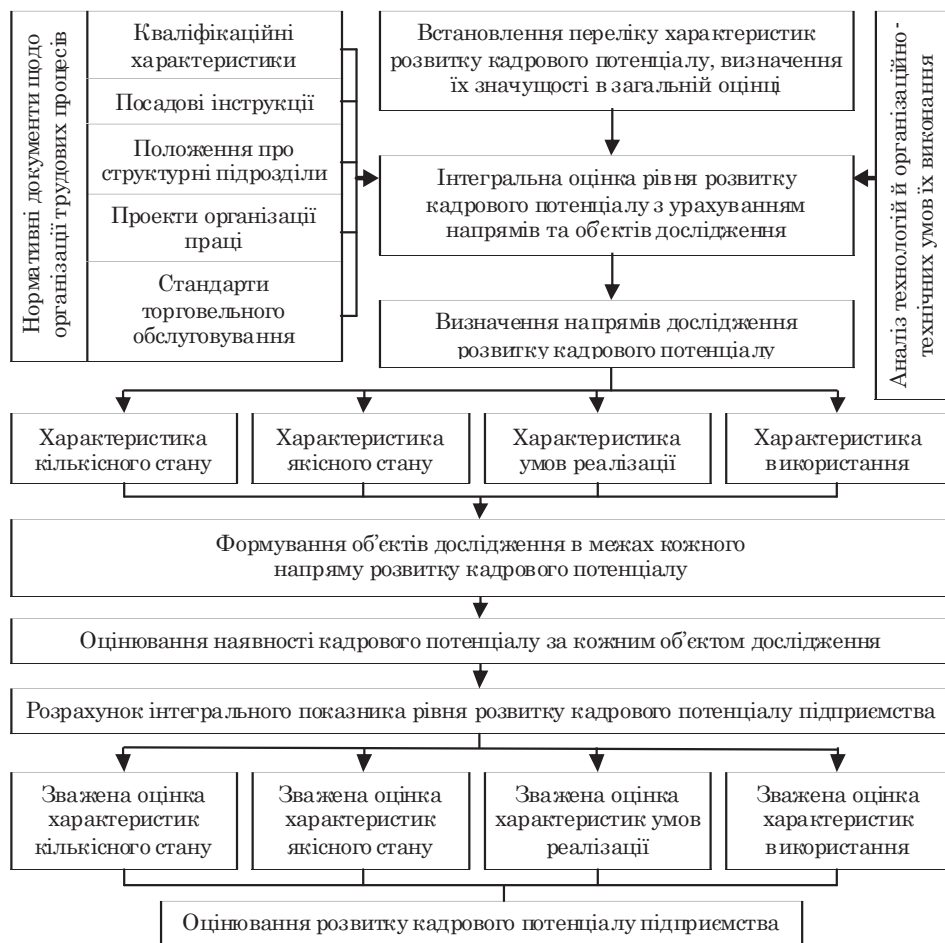 Нормативні документи щодо
організації трудових процесів
Кваліфікаційні
характеристики
Посадові інструкції
Положення про
структурні підрозділи
Проекти організації
праці
Стандарти
торговельного
обслуговування
Встановлення переліку характеристик
розвитку кадрового потенціалу, визначення
їх значущості в загальній оцінці
Інтегральна оцінка рівня розвитку
кадрового потенціалу з урахуванням
напрямів та об'єктів дослідження
Визначення напрямів дослідження
розвитку кадрового потенціалу
Аналіз технологій й організаційно-
технічних умов їх виконання
Характеристика
кількісного стану
Характеристика
якісного стану
Характеристика
умов реалізації
Характеристика
використання
Формування об'єктів дослідження в межах кожного
напряму розвитку кадрового потенціалу
Оцінювання наявності кадрового потенціалу за кожним об'єктом дослідження
Розрахунок інтегрального показника рівня розвитку кадрового потенціалу підприємства
Зважена оцінка
характеристик
кількісного стану
Зважена оцінка
характеристик
якісного стану
Зважена оцінка
характеристик умов
реалізації
Зважена оцінка
характеристик
використання
Оцінювання розвитку кадрового потенціалу підприємства